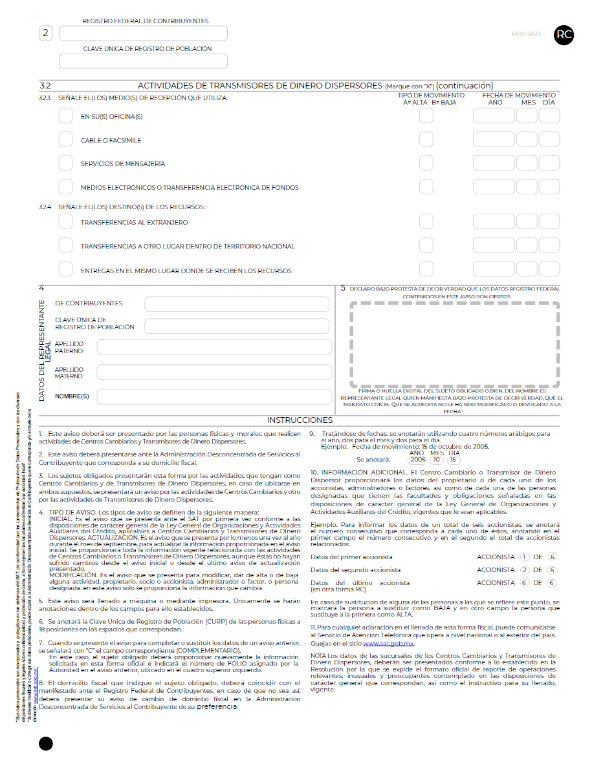 REGISTRO FEDERAL DE CONTRIBUYENTES
2
REVERSO
RC
CLAVE ÚNICA DE REGISTRO DE POBLACIÓN
3.2 ACTIVIDADES DE TRANSMISORES DE DINERO DISPERSORES (Marque con "X") (continuación)
3.2.3 SEÑALE EL(LOS) MEDIO(S) DE RECEPCIÓN QUE UTILIZA:
TIPO DE MOVIMIENTO
A= ALTA B= BAJA
FECHA DE MOVIMIENTO
AÑO MES DÍA
EN SU(S) OFICINA(S)
CABLE O FACSÍMILE
SERVICIOS DE MENSAJERÍA
MEDIOS ELECTRÓNICOS O TRANSFERENCIA ELECTRÓNICA DE FONDOS
3.2.4 SEÑALE EL(LOS) DESTINO(S) DE LOS RECURSOS:
TRANSFERENCIAS AL EXTRANJERO
TRANSFERENCIAS A OTRO LUGAR DENTRO DE TERRITORIO NACIONAL
ENTREGAS EN EL MISMO LUGAR DONDE SE RECIBEN LOS RECURSOS
4
DATOS DEL REPRESENTANTE
LEGAL
DE CONTRIBUYENTES
CLAVE ÚNICA DE
REGISTRO DE POBLACIÓN
APELLIDO
PATERNO
APELLIDO
MATERNO
NOMBRE(S)
5 DECLARO BAJO PROTESTA DE DECIR VERDAD QUE LOS DATOS REGISTRO FEDERAL
CONTENIDOS EN ESTE AVISO SON CIERTOS
FIRMA O HUELLA DIGITAL DEL SUJETO OBLIGADO O BIEN, DEL NOMBRE (S)
REPRESENTANTE LEGAL QUIEN MANIFIESTA BAJO PROTESTA DE DECIR VERDAD, QUE EL
MANDATO CON EL QUE SE ACREDITA NO LE HA SIDO MODIFICADO O REVOCADO A LA
FECHA
INSTRUCCIONES
1. Este aviso deberá ser presentado por las personas físicas y morales que realicen
actividades de Centros Cambiarios y Transmisores de Dinero Dispersores.
2. Este aviso deberá presentarse ante la Administración Desconcentrada de Servicios al
Contribuyente que corresponda a su domicilio fiscal.
3. Los sujetos obligados presentarán esta forma por las actividades que tengan como
Centros Cambiarios y de Transmisores de Dinero Dispersores, en caso de ubicarse en
ambos supuestos, se presentará un aviso por las actividades de Centros Cambiarios y otro
por las actividades de Transmisores de Dinero Dispersores.
4. TIPO DE AVISO. Los tipos de aviso se definen de la siguiente manera:
INICIAL. Es el aviso que se presenta ante el SAT por primera vez conforme a las
disposiciones de carácter general de la Ley General de Organizaciones y Actividades
Auxiliares del Crédito, aplicables a Centros Cambiarios y Transmisores de Dinero
Dispersores. ACTUALIZACIÓN. Es el aviso que se presenta por lo menos una vez al año
durante el mes de septiembre, para actualizar la información proporcionada en el aviso
inicial. Se proporcionará toda la información vigente relacionada con las actividades
de Centros Cambiarios o Transmisores de Dinero Dispersores, aunque éstas no hayan
sufrido cambios desde el aviso inicial o desde el último aviso de actualización
presentado.
MODIFICACIÓN. Es el aviso que se presenta para modificar, dar de alta o de baja
alguna actividad, propietario, socio o accionista, administrador o factor, o persona
designada, en este aviso sólo se proporcionará la información que cambia.
5. Este aviso será llenado a máquina o mediante impresora. Únicamente se harán
anotaciones dentro de los campos para ello establecidos.
6. Se anotará la Clave Única de Registro de Población (CURP) de las personas físicas a
18 posiciones en los espacios que correspondan.
7. Cuando se presente el aviso para completar o sustituir los datos de un aviso anterior,
se señalará con "C" el campo correspondiente (COMPLEMENTARIO).
En este caso, el sujeto obligado deberá proporcionar nuevamente la información
solicitada en esta forma oficial e indicará el número de FOLIO asignado por la
Autoridad en el aviso anterior, ubicado en el cuadro superior izquierdo.
8. El domicilio fiscal que indique el sujeto obligado, deberá coincidir con el
manifestado ante el Registro Federal de Contribuyentes, en caso de que no sea así,
deberá presentar su aviso de cambio de domicilio fiscal en la Administración
Desconcentrada de Servicios al Contribuyente de su preferencia.
9. Tratándose de fechas, se anotarán utilizando cuatro números arábigos para
el año, dos para el mes y dos para el día.
Ejemplo: Fecha de movimiento: 15 de octubre de 2005.
AÑO MES DÍA
Se anotará: 2005 10 15
10. INFORMACIÓN ADICIONAL. El Centro Cambiario o Transmisor de Dinero
Dispersor proporcionará los datos del propietario o de cada uno de los
accionistas, administradores o factores, así como de cada una de las personas
designadas que tienen las facultades y obligaciones señaladas en las
disposiciones de carácter general de la Ley General de Organizaciones y
Actividades Auxiliares del Crédito, vigentes que le sean aplicables.
Ejemplo. Para informar los datos de un total de seis accionistas, se anotará
el número consecutivo que corresponda a cada uno de éstos, anotando en el
primer campo el número consecutivo y en el segundo el total de accionistas
relacionados:
Datos del primer accionista ACCIONISTA 1 DE 6
Datos del segundo accionista ACCIONISTA 2 DE 6
Datos del último accionista ACCIONISTA 6 DE 6
(en otra forma RC)
En caso de sustitución de alguna de las personas a las que se refiere este punto, se
marcará la persona a sustituir como BAJA y en otro campo la persona que
sustituye a la primera como ALTA.
11. Para cualquier aclaración en el llenado de esta forma fiscal, puede comunicarse
al Servicio de Atención Telefónica que opera a nivel nacional o al exterior del país.
Quejas en el sitio www.sat.gob.mx.
NOTA Los datos de las sucursales de los Centros Cambiarios y Transmisores de
Dinero Dispersores, deberán ser presentados conforme a lo establecido en la
Resolución por la que se expide el formato oficial de reporte de operaciones
relevantes, inusuales y preocupantes contemplado en las disposiciones de
carácter general que correspondan, así como el instructivo para su llenado,
vigente.